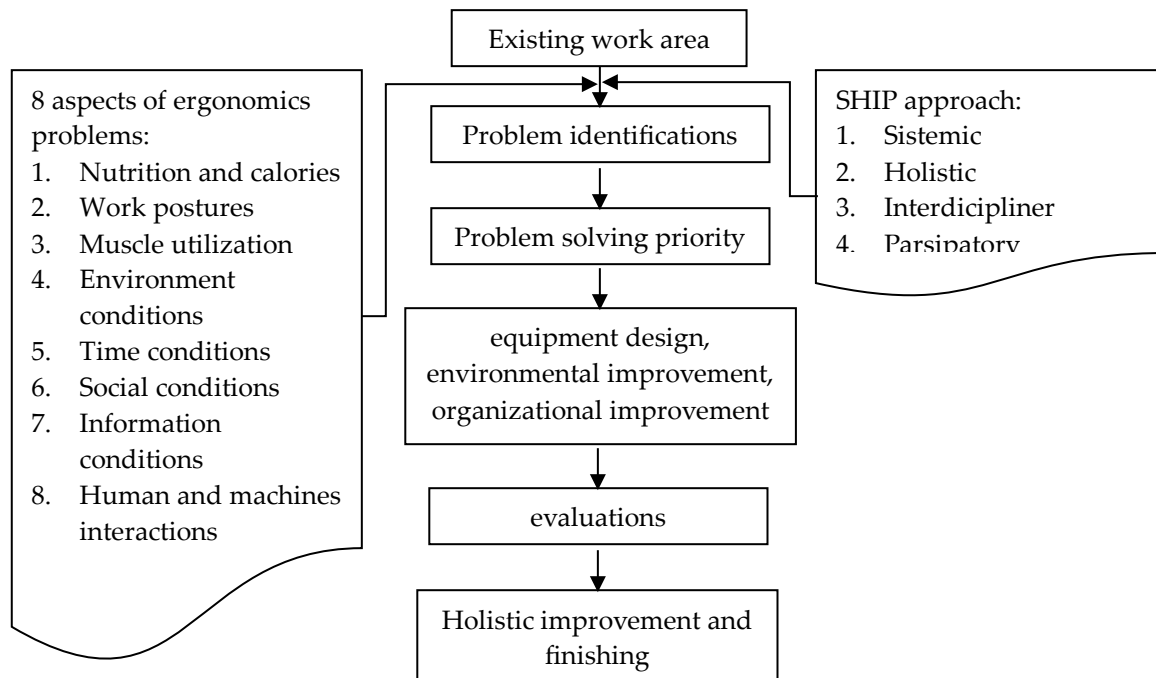 Existing work area
8 aspects of ergonomics
problems:
1. Nutrition and calories
2. Work postures
3. Muscle utilization
4. Environment
conditions
5. Time conditions
6. Social conditions
7. Information
conditions
8. Human and machines
interactions
SHIP approach:
1. Sistemic
2. Holistic
3. Interdicipliner
4. Parsipatory
Problem identifications
Problem solving priority
equipment design,
environmental improvement,
organizational improvement
evaluations
Holistic improvement and
finishing